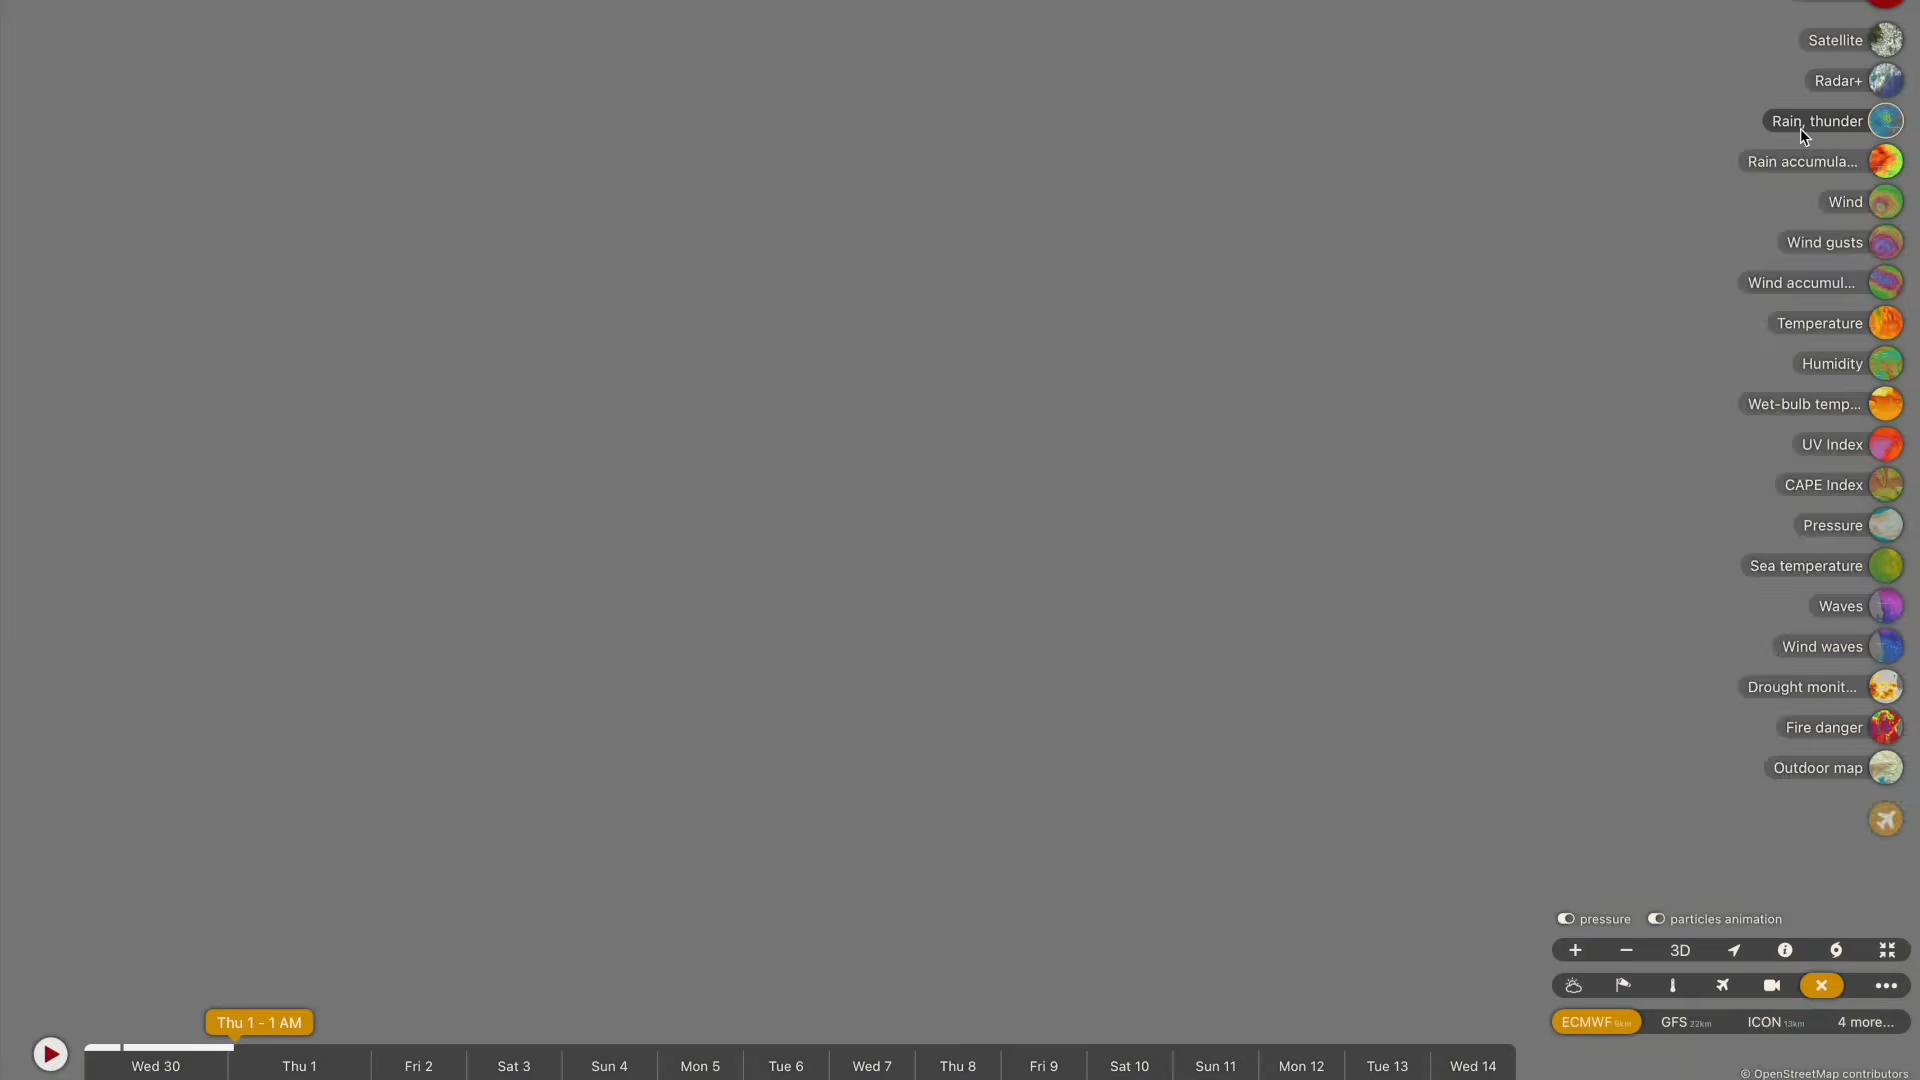 Satellite
Radar+
Rain, thunder
Rain accumula...
Wind
Wind gusts
Wind accumul...
Temperature
Humidity
Wet-bulb temp...
UV Index
CAPE Index
Pressure
Sea temperature
Waves
Wind waves
Drought monit...
Fire danger
Outdoor map
pressure particles animation
+ − 3D
ECMWF 9km GFS 22km ICON 13km 4 more...
Thu 1 - 1 AM
Wed 30 Thu 1 Fri 2 Sat 3 Sun 4 Mon 5 Tue 6 Wed 7 Thu 8 Fri 9 Sat 10 Sun 11 Mon 12 Tue 13 Wed 14
© OpenStreetMap contributors